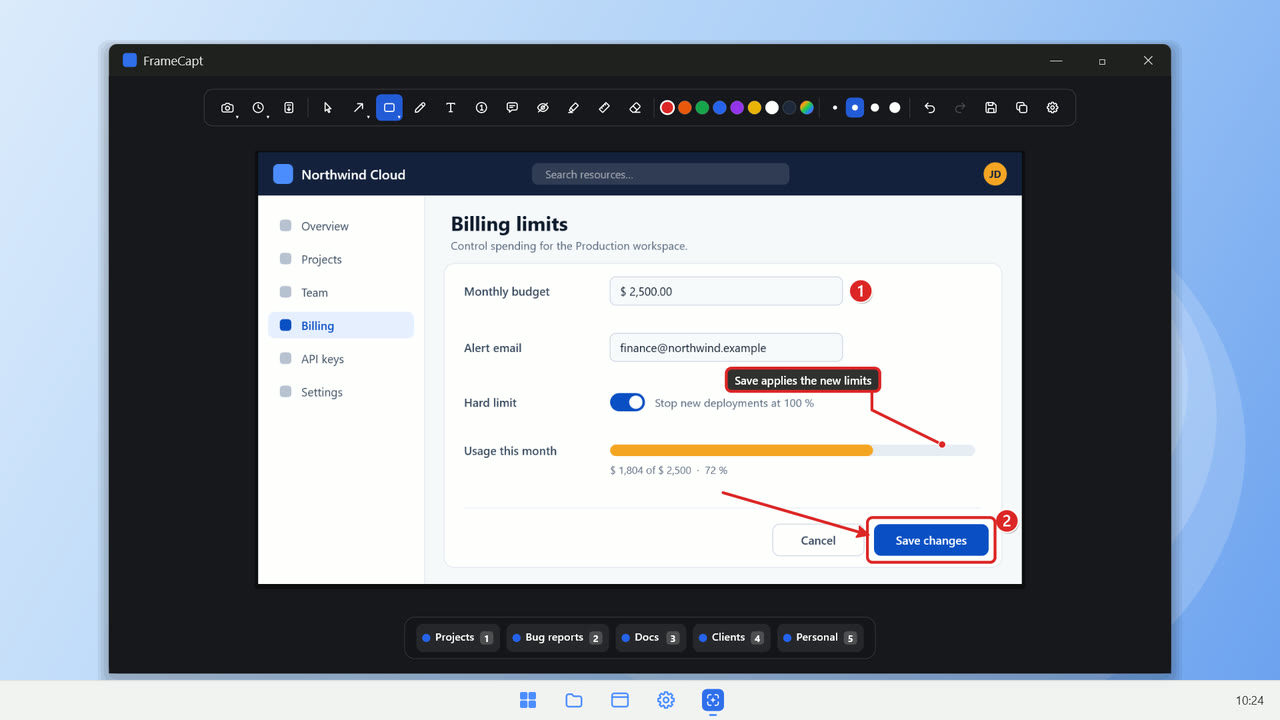 FrameCapt
Northwind Cloud
Search resources...
JD
Overview
Projects
Team
Billing
API keys
Settings
Billing limits
Control spending for the Production workspace.
Monthly budget
$ 2,500.00
1
Alert email
finance@northwind.example
Save applies the new limits
Hard limit
Stop new deployments at 100 %
Usage this month
$ 1,804 of $ 2,500 · 72 %
2
Cancel
Save changes
Projects 1
Bug reports 2
Docs 3
Clients 4
Personal 5
10:24